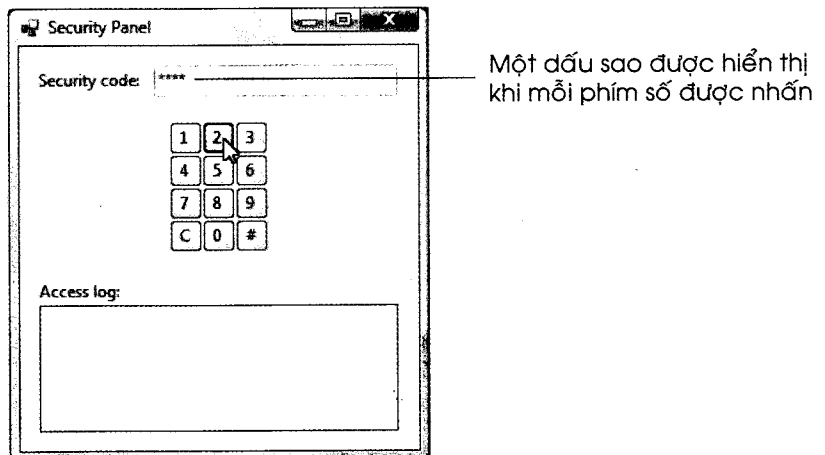 Security Panel
Security code: ****
Một dấu sao được hiển thị
khi mỗi phím số được nhấn
1 2 3
4 5 6
7 8 9
C 0 #
Access log: